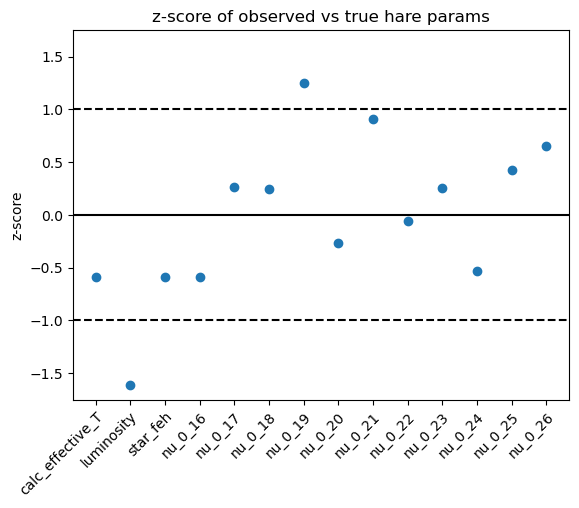 z-score of observed vs true hare params
z-score
1.5
1.0
0.5
0.0
−0.5
−1.0
−1.5
calc_effective_T
luminosity
star_feh
nu_0_16
nu_0_17
nu_0_18
nu_0_19
nu_0_20
nu_0_21
nu_0_22
nu_0_23
nu_0_24
nu_0_25
nu_0_26